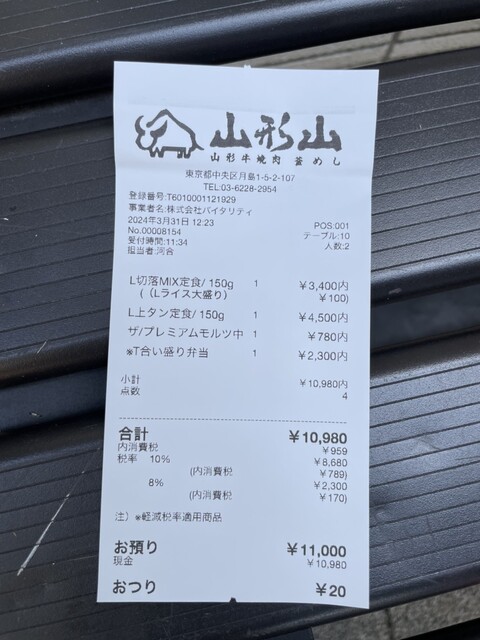 山形山
山形牛焼肉 釜めし
東京都中央区月島1-5-2-107
TEL:03-6228-2954
登録番号:T6010001121929
事業者名:株式会社バイタリティ
2024年3月31日 12:23 POS:001
No.00008154 テーブル:10
受付時間:11:34 人数:2
担当者:河合
L切落MIX定食/ 150g 1 ¥3,400内
(（Lライス大盛り） ¥100)
L上タン定食/ 150g 1 ¥4,500内
ザ/プレミアムモルツ中 1 ¥780内
※T合い盛り弁当 1 ¥2,300内
小計 ¥10,980内
点数 4
合計 ¥10,980
内消費税 ¥959
税率 10% ¥8,680
(内消費税 ¥789)
8% ¥2,300
(内消費税 ¥170)
注）※軽減税率適用商品
お預り ¥11,000
現金 ¥10,980
おつり ¥20